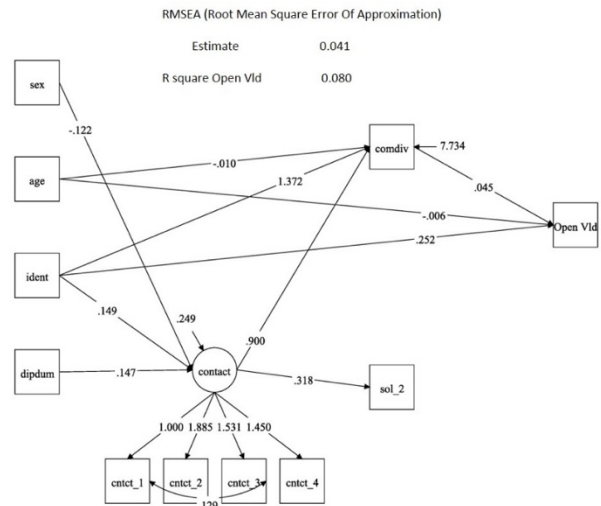 RMSEA (Root Mean Square Error Of Approximation)
Estimate 0.041
R square Open Vld 0.080
sex
-.122
comdiv
7.734
age
-.010
1.372
.045
-.006
Open Vld
.252
ident
.149
.249
.900
dipdum
.147
contact
.318
sol_2
1.000 1.885 1.531 1.450
cntct_1 cntct_2 cntct_3 cntct_4
.129